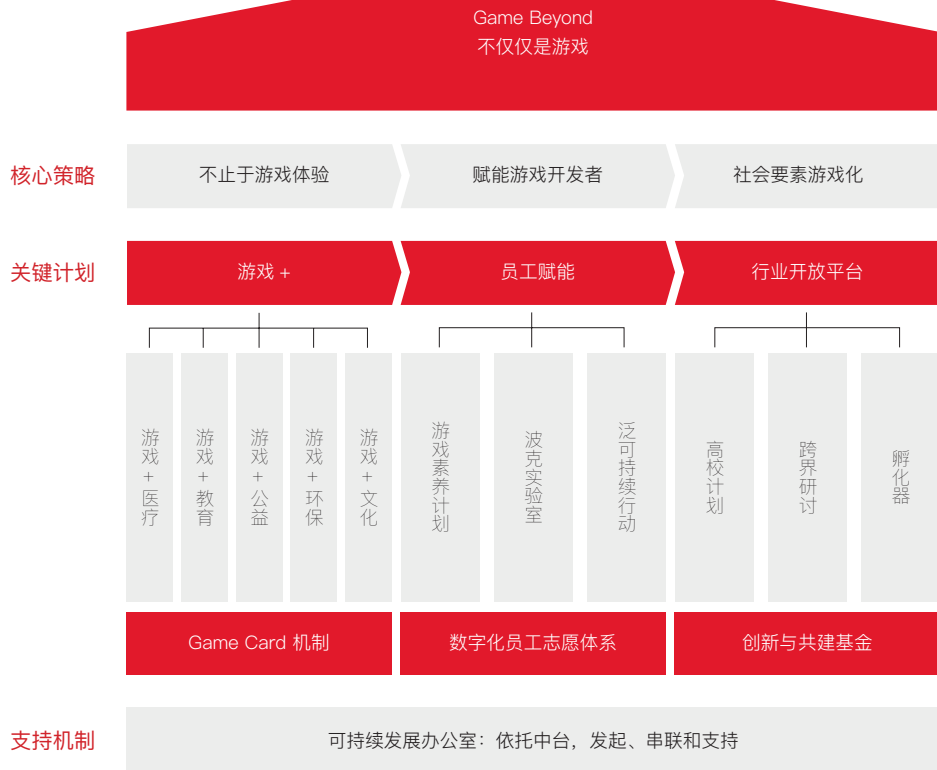 Game Beyond
不仅仅是游戏
核心策略
不止于游戏体验
赋能游戏开发者
社会要素游戏化
关键计划
游戏 +
员工赋能
行业开放平台
游戏+医疗
游戏+教育
游戏+公益
游戏+环保
游戏+文化
游戏素养计划
波克实验室
泛可持续行动
高校计划
跨界研讨
孵化器
Game Card 机制
数字化员工志愿体系
创新与共建基金
支持机制
可持续发展办公室：依托中台，发起、串联和支持